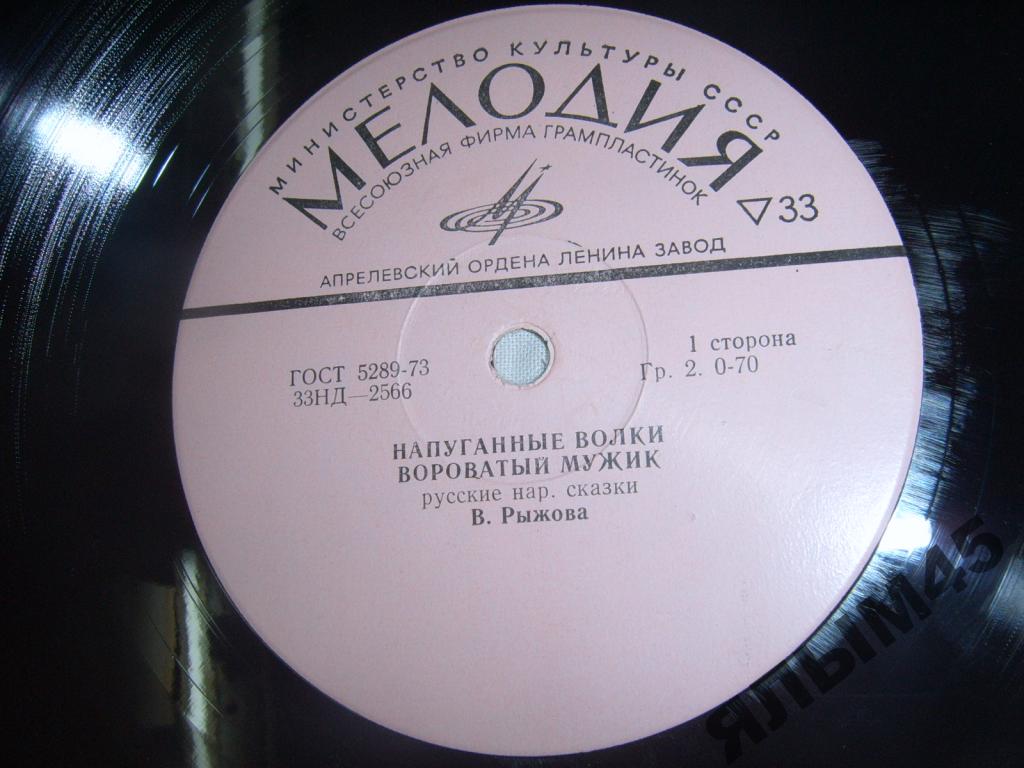 МИНИСТЕРСТВО КУЛЬТУРЫ СССР
МЕЛОДИЯ
ВСЕСОЮЗНАЯ ФИРМА ГРАМПЛАСТИНОК
33
АПРЕЛЕВСКИЙ ОРДЕНА ЛЕНИНА ЗАВОД
ГОСТ 5289-73
33НД—2566
1 сторона
Гр. 2. 0-70
НАПУГАННЫЕ ВОЛКИ
ВОРОВАТЫЙ МУЖИК
русские нар. сказки
В. Рыжова
ЯЛЫМ45